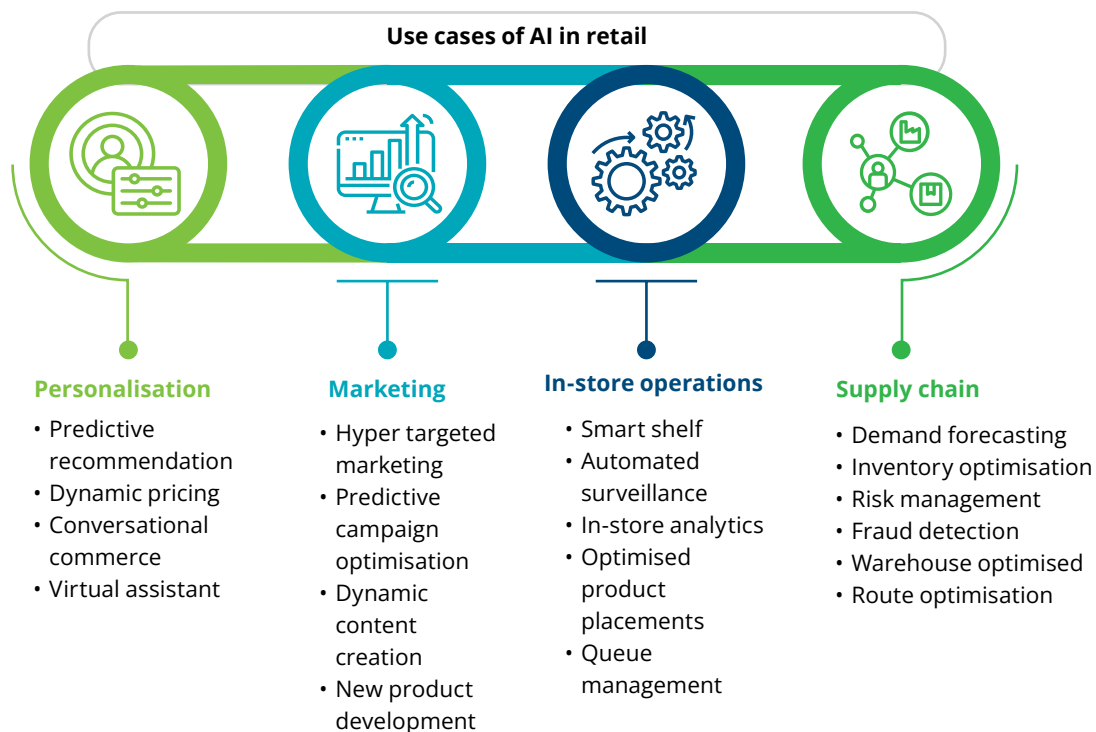 Use cases of AI in retail
Personalisation
• Predictive
recommendation
• Dynamic pricing
• Conversational
commerce
• Virtual assistant
Marketing
• Hyper targeted
marketing
• Predictive
campaign
optimisation
• Dynamic
content
creation
• New product
development
In-store operations
• Smart shelf
• Automated
surveillance
• In-store analytics
• Optimised
product
placements
• Queue
management
Supply chain
• Demand forecasting
• Inventory optimisation
• Risk management
• Fraud detection
• Warehouse optimised
• Route optimisation